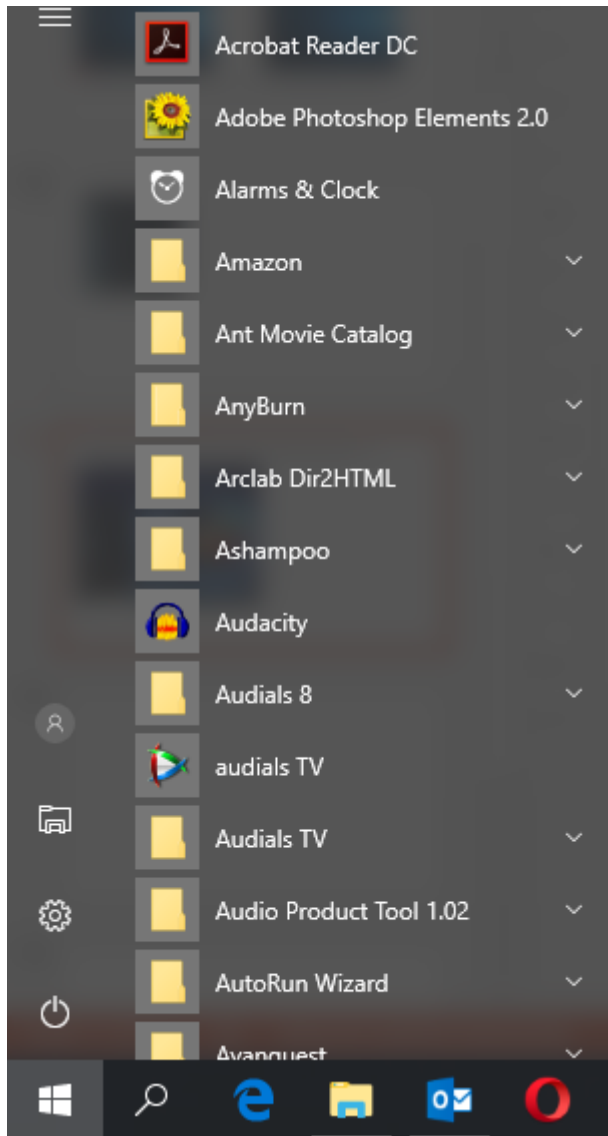 Acrobat Reader DC
Adobe Photoshop Elements 2.0
Alarms & Clock
Amazon
Ant Movie Catalog
AnyBurn
Arclab Dir2HTML
Ashampoo
Audacity
Audials 8
audials TV
Audials TV
Audio Product Tool 1.02
AutoRun Wizard
Avanquest